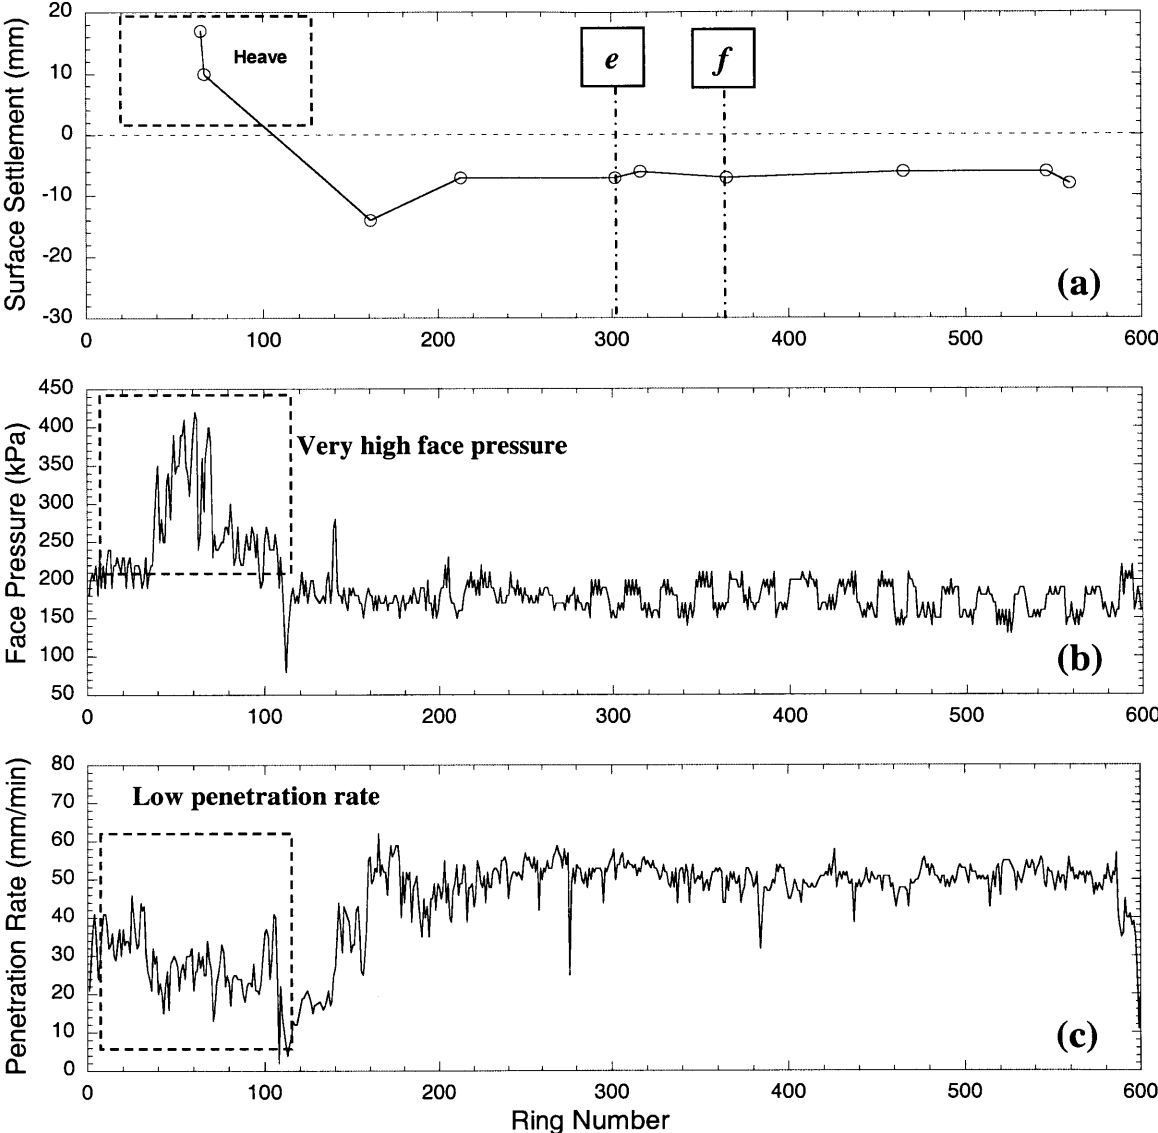 20
10
0
-10
-20
-30
Surface Settlement (mm)
Heave
e
f
(a)
0 100 200 300 400 500 600
450
400
350
300
250
200
150
100
50
Face Pressure (kPa)
Very high face pressure
(b)
0 100 200 300 400 500 600
80
70
60
50
40
30
20
10
0
Penetration Rate (mm/min)
Low penetration rate
(c)
0 100 200 300 400 500 600
Ring Number